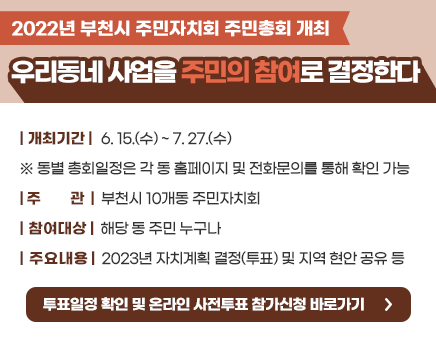 2022년 부천시 주민자치회 주민총회 개최
우리동네 사업을 주민의 참여로 결정한다
| 개최기간 | 6. 15.(수) ~ 7. 27.(수)
※ 동별 총회일정은 각 동 홈페이지 및 전화문의를 통해 확인 가능
| 주 관 | 부천시 10개동 주민자치회
| 참여대상 | 해당 동 주민 누구나
| 주요내용 | 2023년 자치계획 결정(투표) 및 지역 현안 공유 등
투표일정 확인 및 온라인 사전투표 참가신청 바로가기 >